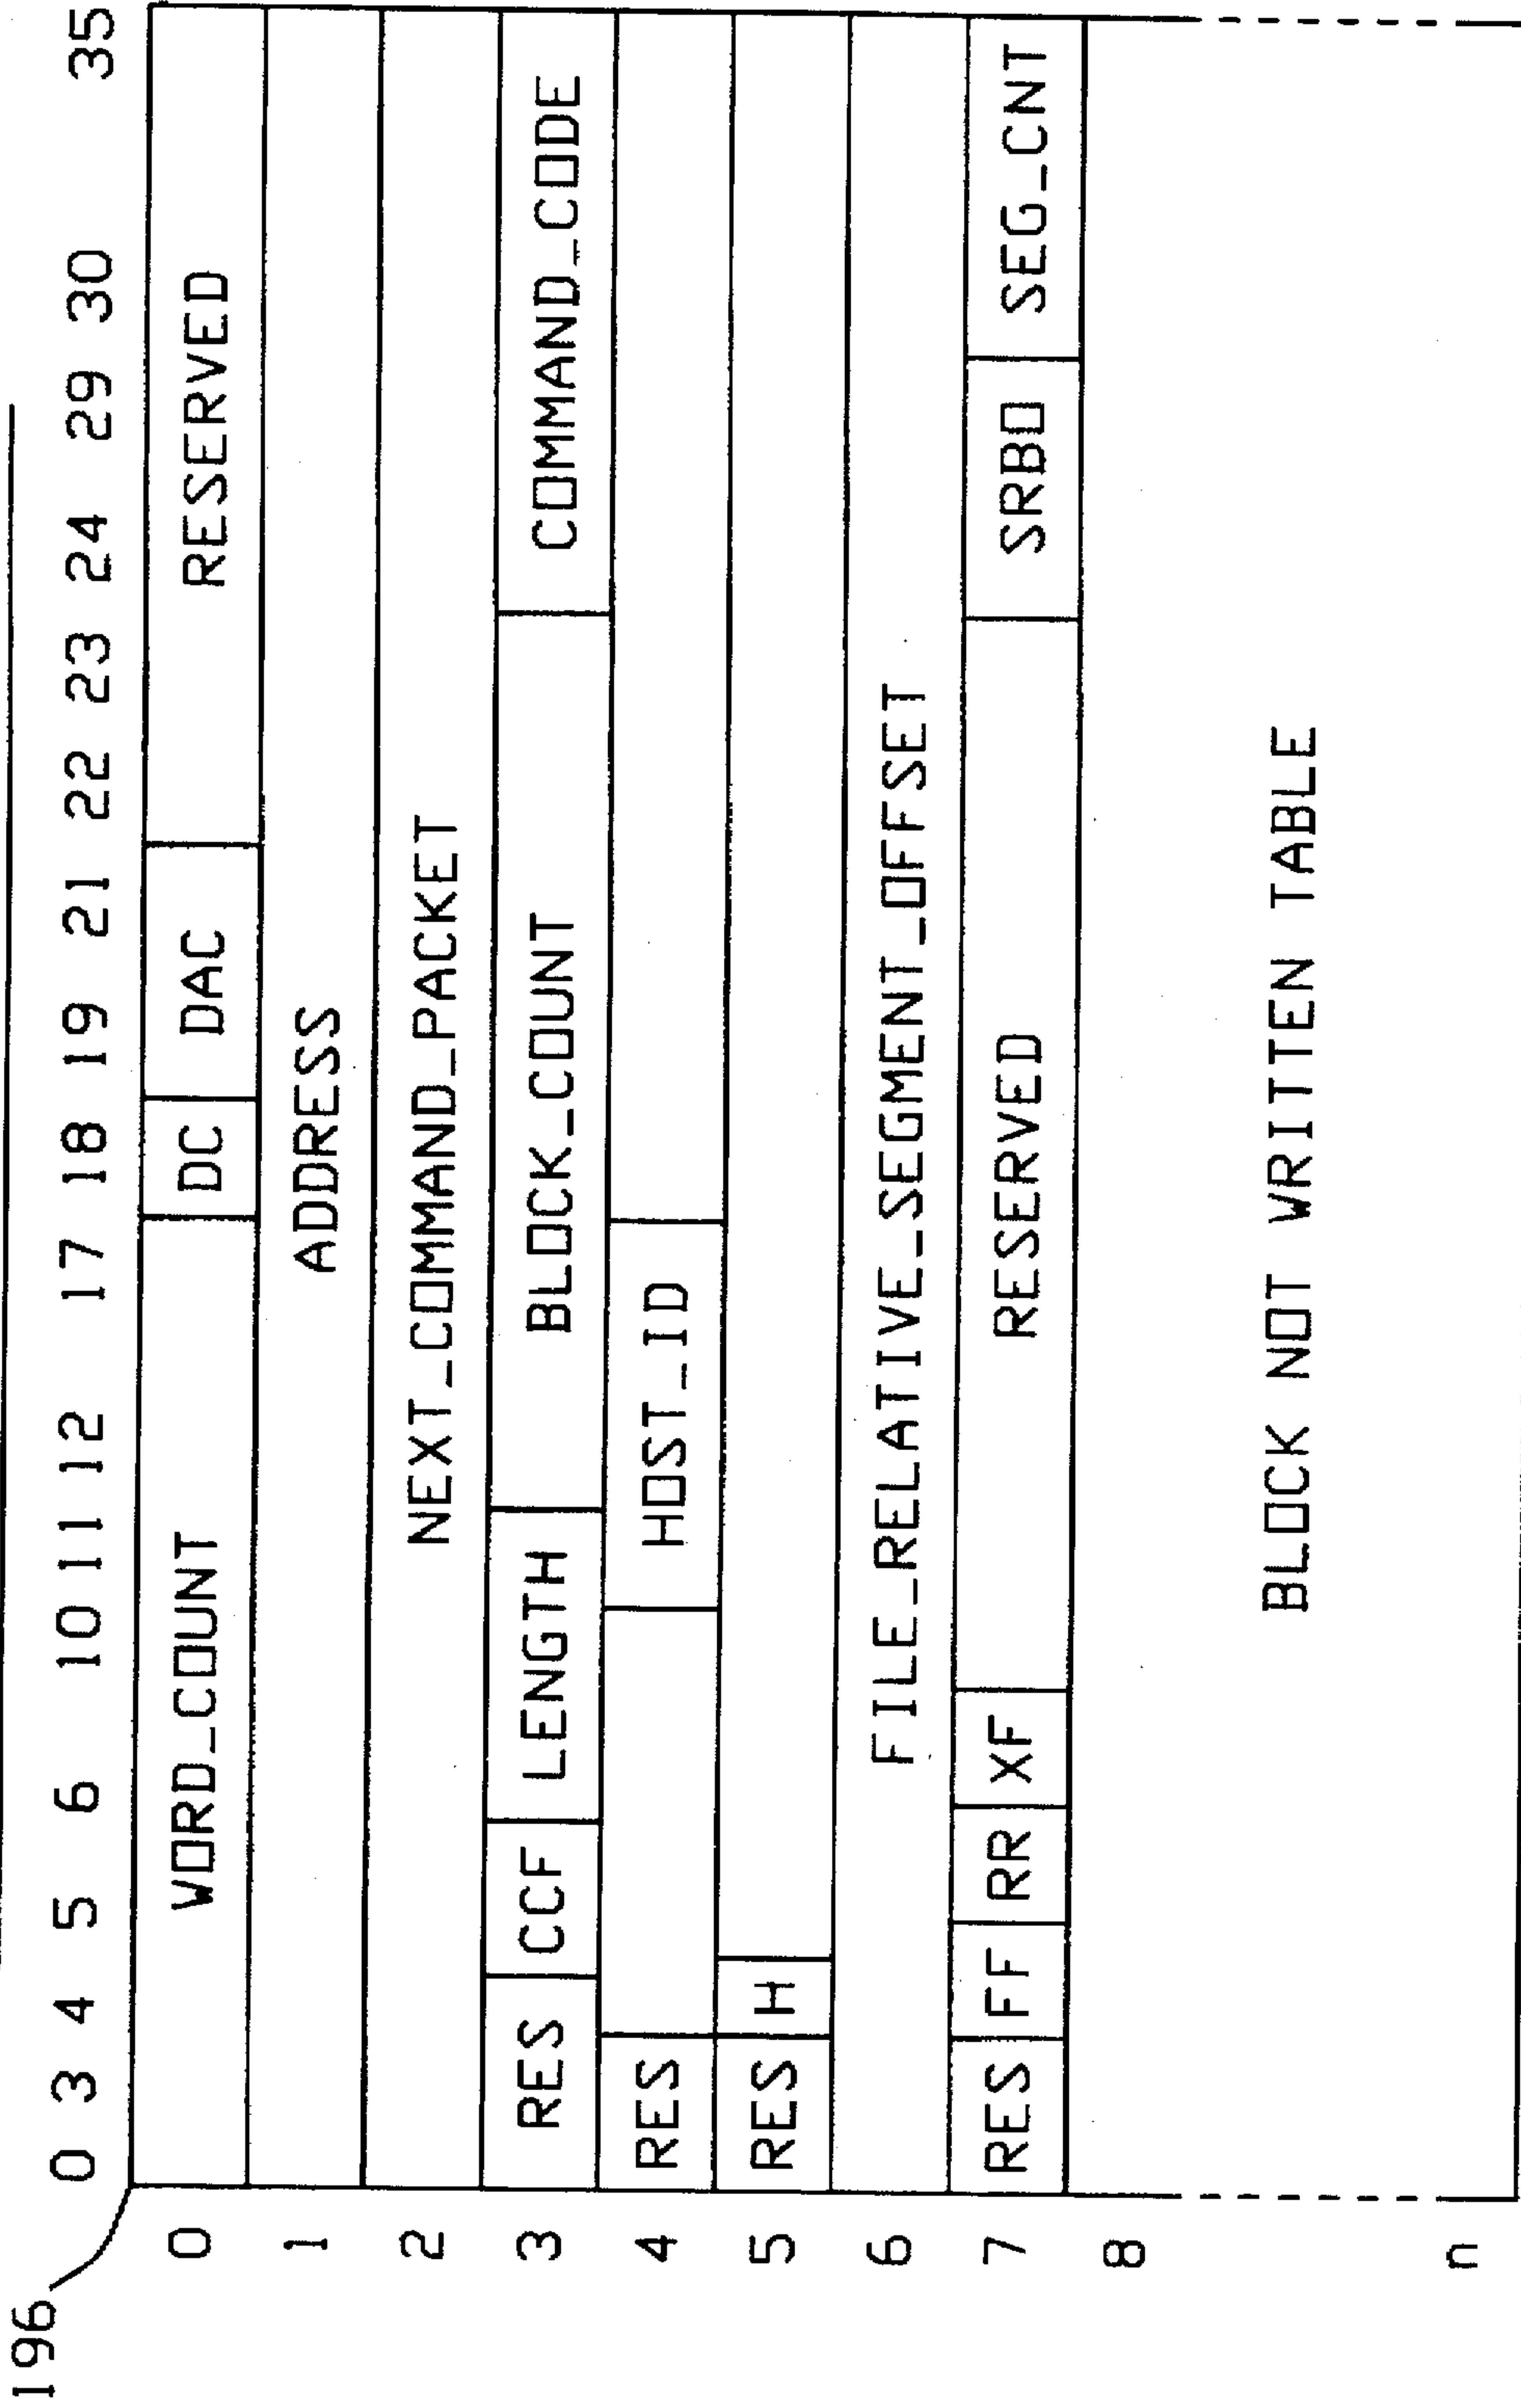 196
0 3 4 5 6 10 11 12 17 18 19 21 22 23 24 29 30 35
0 WORD_COUNT DC DAC RESERVED
1 ADDRESS
2 NEXT_COMMAND_PACKET
3 RES CCF LENGTH BLOCK_COUNT COMMAND_CODE
4 RES HOST_ID
5 RES H
6 FILE_RELATIVE_SEGMENT_OFFSET
7 RES FF RR XF RESERVED SRBO SEG_CNT
8
BLOCK NOT WRITTEN TABLE
n